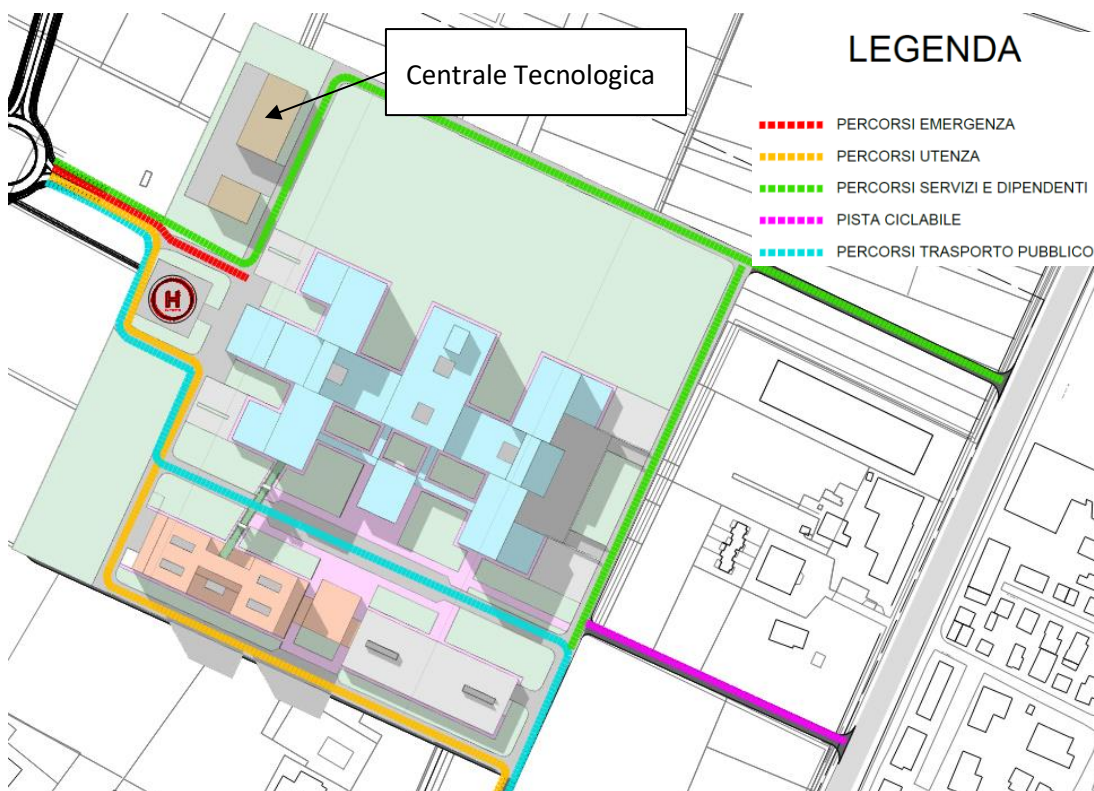 Centrale Tecnologica
LEGENDA
PERCORSI EMERGENZA
PERCORSI UTENZA
PERCORSI SERVIZI E DIPENDENTI
PISTA CICLABILE
PERCORSI TRASPORTO PUBBLICO
H